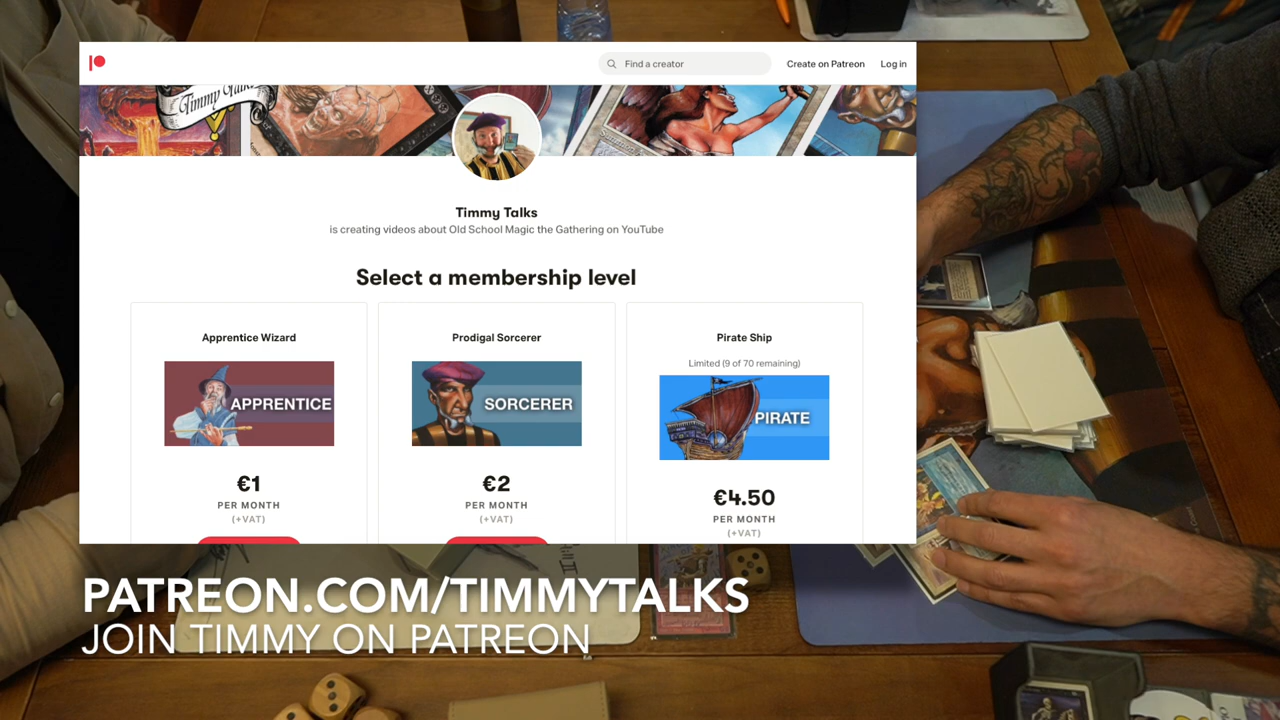 Find a creator
Create on Patreon
Log in
Timmy Talks
Timmy Talks
is creating videos about Old School Magic the Gathering on YouTube
Select a membership level
Apprentice Wizard
Prodigal Sorcerer
Pirate Ship
Limited (9 of 70 remaining)
APPRENTICE
SORCERER
PIRATE
€1
€2
€4.50
PER MONTH
PER MONTH
PER MONTH
(+VAT)
(+VAT)
(+VAT)
PATREON.COM/TIMMYTALKS
JOIN TIMMY ON PATREON